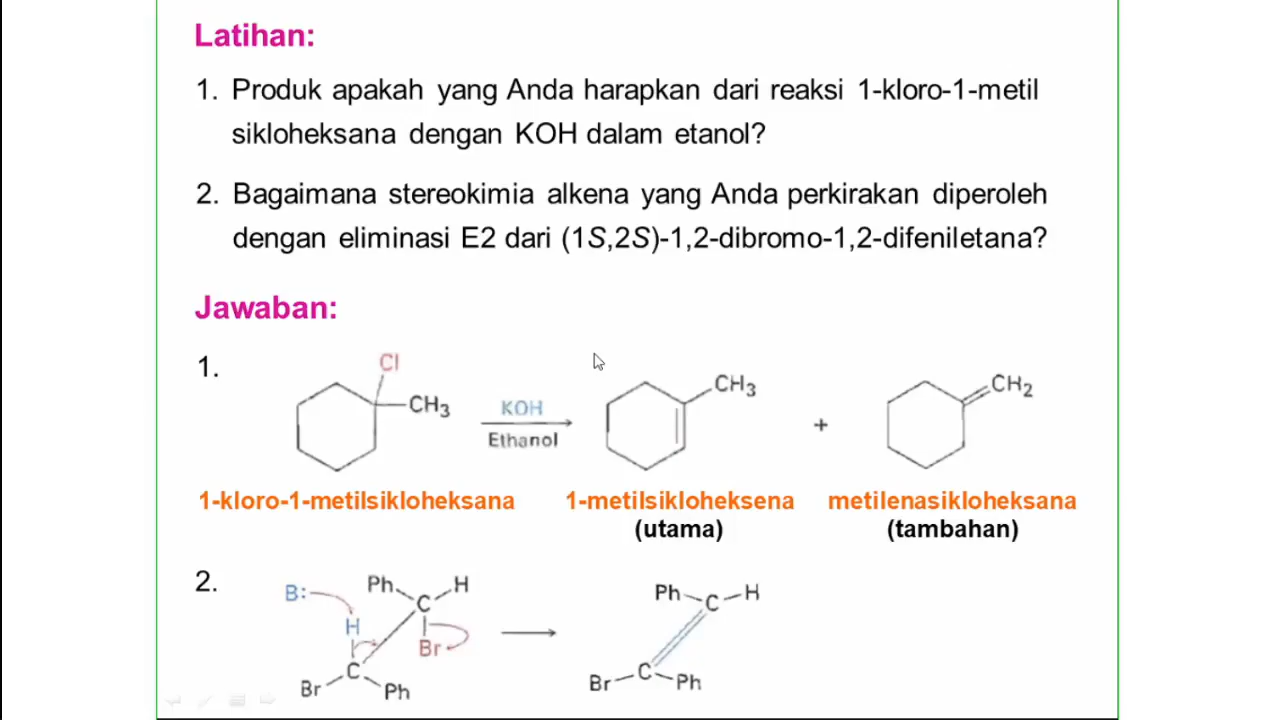 Latihan:
1. Produk apakah yang Anda harapkan dari reaksi 1-kloro-1-metil
sikloheksana dengan KOH dalam etanol?
2. Bagaimana stereokimia alkena yang Anda perkirakan diperoleh
dengan eliminasi E2 dari (1S,2S)-1,2-dibromo-1,2-difeniletana?
Jawaban:
1.
Cl
CH3
KOH
Ethanol
CH3
+
CH2
1-kloro-1-metilsikloheksana
1-metilsikloheksena
(utama)
metilenasikloheksana
(tambahan)
2.
B:
H
Ph
H
C
Br
C
Br
Ph
Ph
C
H
Br
C
Ph